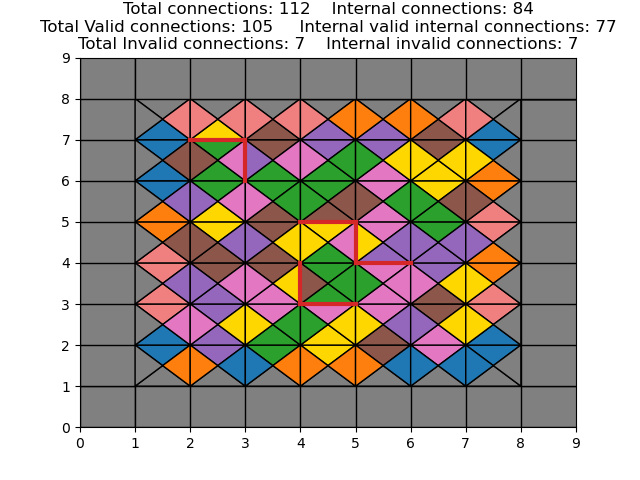 Total connections: 112    Internal connections: 84
Total Valid connections: 105     Internal valid internal connections: 77
Total Invalid connections: 7    Internal invalid connections: 7
9
8
7
6
5
4
3
2
1
0
0 1 2 3 4 5 6 7 8 9